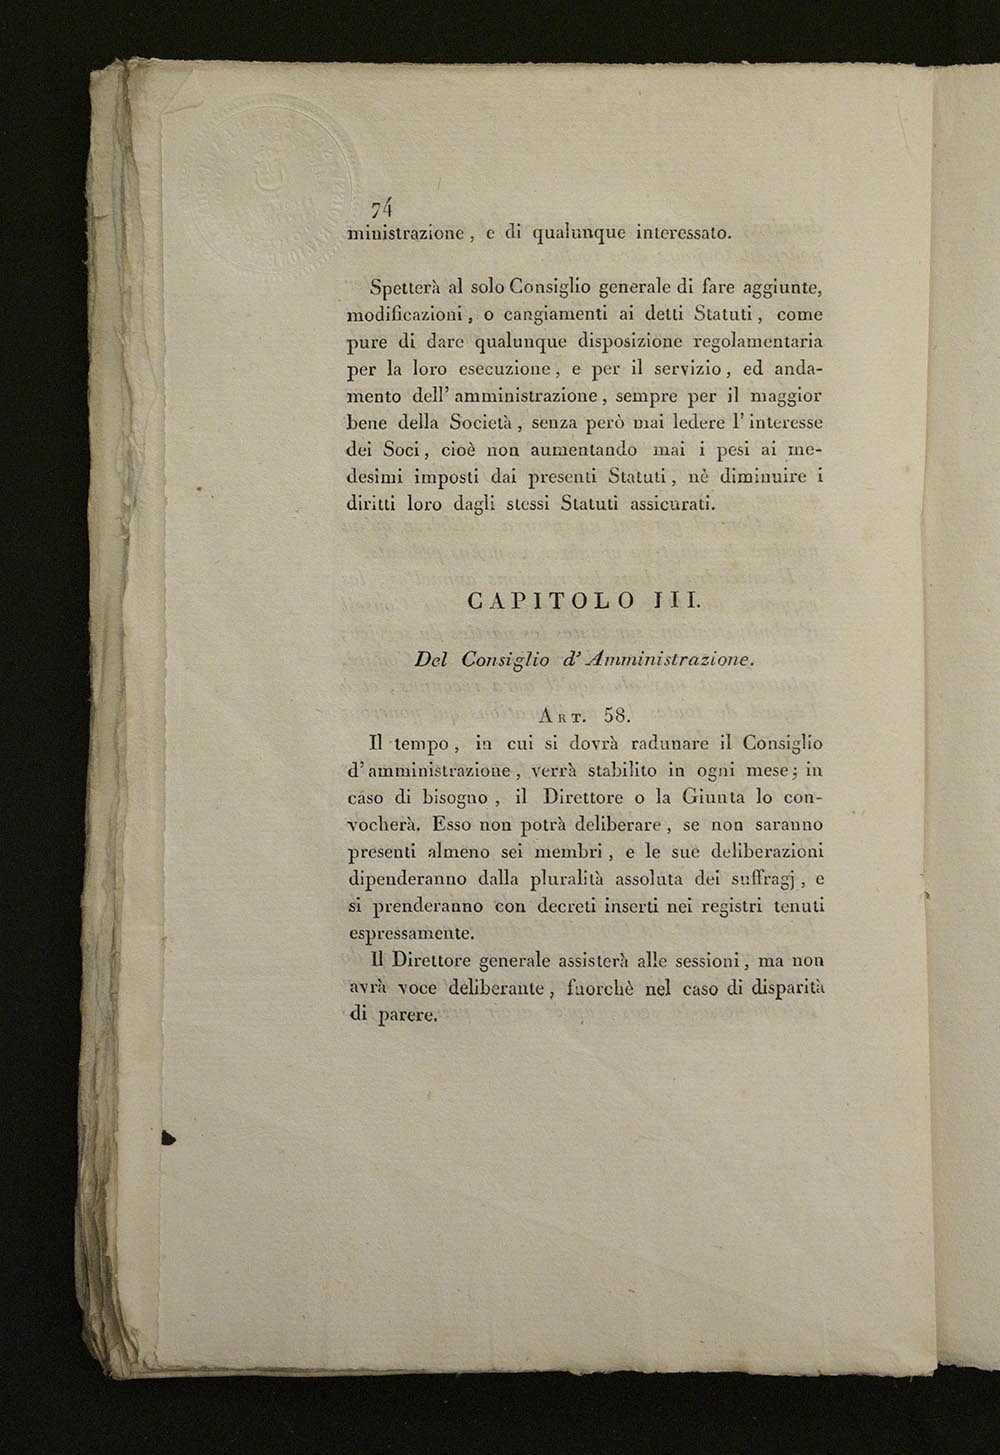 74
ministrazione, e di qualunque interessato.
Spetterà al solo Consiglio generale di fare aggiunte,
modificazioni, o cangiamenti ai detti Statuti, come
pure di dare qualunque disposizione regolamentaria
per la loro esecuzione, e per il servizio, ed anda-
mento dell' amministrazione, sempre per il maggior
bene della Società, senza però mai ledere l' interesse
dei Soci, cioè non aumentando mai i pesi ai me-
desimi imposti dai presenti Statuti, nè diminuire i
diritti loro dagli stessi Statuti assicurati.
CAPITOLO III.
Del Consiglio d' Amministrazione.
ART. 58.
Il tempo, in cui si dovrà radunare il Consiglio
d' amministrazione, verrà stabilito in ogni mese; in
caso di bisogno, il Direttore o la Giunta lo con-
vocherà. Esso non potrà deliberare, se non saranno
presenti almeno sei membri, e le sue deliberazioni
dipenderanno dalla pluralità assoluta dei suffragj, e
si prenderanno con decreti inserti nei registri tenuti
espressamente.
Il Direttore generale assisterà alle sessioni, ma non
avrà voce deliberante, fuorchè nel caso di disparità
di parere.